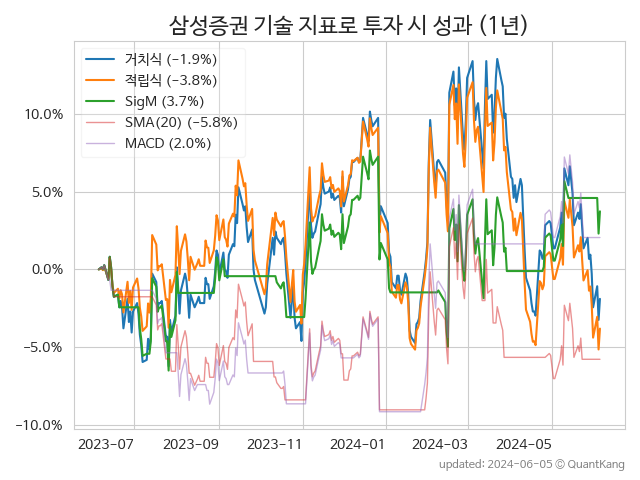 삼성증권 기술 지표로 투자 시 성과 (1년)
거치식 (−1.9%)
적립식 (−3.8%)
SigM (3.7%)
SMA(20) (−5.8%)
MACD (2.0%)
10.0%
5.0%
0.0%
−5.0%
−10.0%
2023-07 2023-09 2023-11 2024-01 2024-03 2024-05
updated: 2024-06-05 © QuantKang